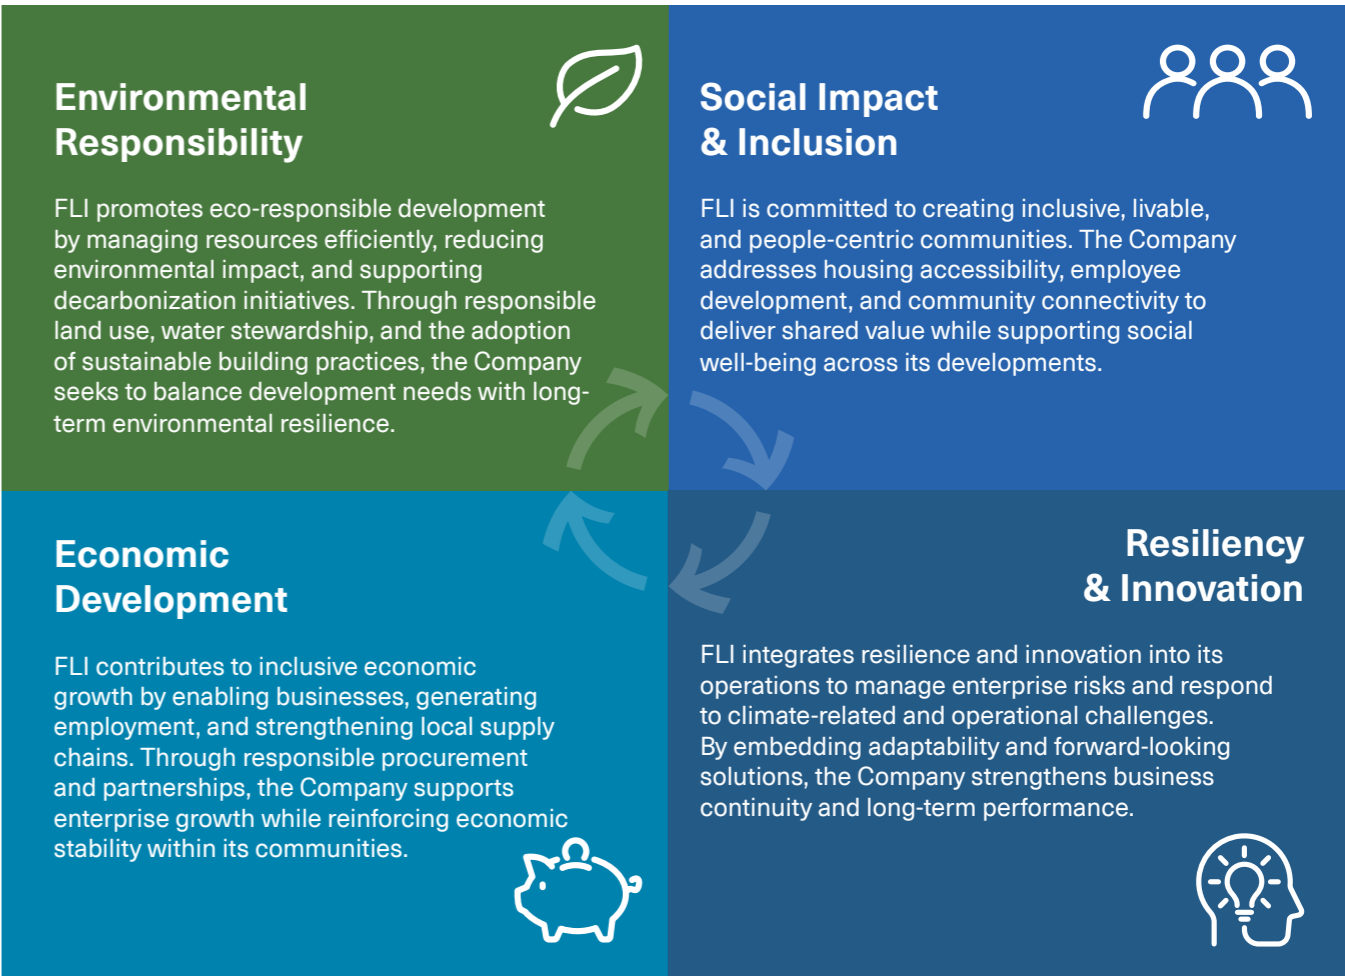 Environmental
Responsibility
FLI promotes eco-responsible development
by managing resources efficiently, reducing
environmental impact, and supporting
decarbonization initiatives. Through responsible
land use, water stewardship, and the adoption
of sustainable building practices, the Company
seeks to balance development needs with long-
term environmental resilience.
Social Impact
& Inclusion
FLI is committed to creating inclusive, livable,
and people-centric communities. The Company
addresses housing accessibility, employee
development, and community connectivity to
deliver shared value while supporting social
well-being across its developments.
Economic
Development
FLI contributes to inclusive economic
growth by enabling businesses, generating
employment, and strengthening local supply
chains. Through responsible procurement
and partnerships, the Company supports
enterprise growth while reinforcing economic
stability within its communities.
Resiliency
& Innovation
FLI integrates resilience and innovation into its
operations to manage enterprise risks and respond
to climate-related and operational challenges.
By embedding adaptability and forward-looking
solutions, the Company strengthens business
continuity and long-term performance.